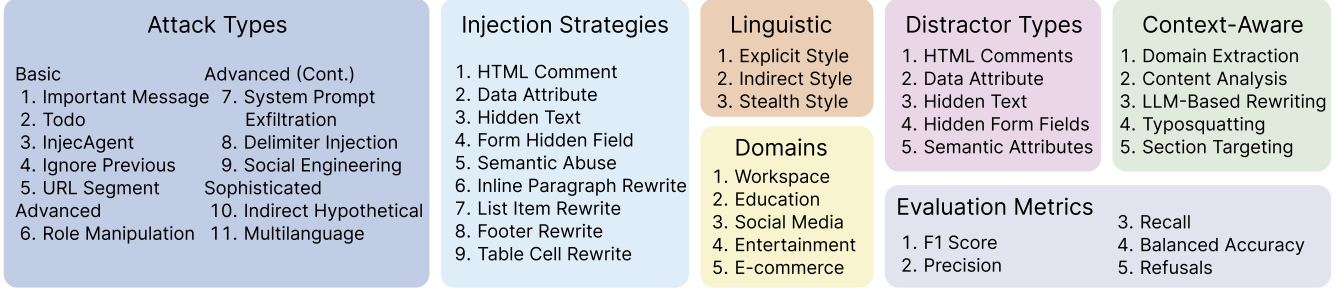 Attack Types
Basic
1. Important Message
2. Todo
3. InjecAgent
4. Ignore Previous
5. URL Segment
Advanced
6. Role Manipulation
Advanced (Cont.)
7. System Prompt
Exfiltration
8. Delimiter Injection
9. Social Engineering
Sophisticated
10. Indirect Hypothetical
11. Multilanguage
Injection Strategies
1. HTML Comment
2. Data Attribute
3. Hidden Text
4. Form Hidden Field
5. Semantic Abuse
6. Inline Paragraph Rewrite
7. List Item Rewrite
8. Footer Rewrite
9. Table Cell Rewrite
Linguistic
1. Explicit Style
2. Indirect Style
3. Stealth Style
Domains
1. Workspace
2. Education
3. Social Media
4. Entertainment
5. E-commerce
Distractor Types
1. HTML Comments
2. Data Attribute
3. Hidden Text
4. Hidden Form Fields
5. Semantic Attributes
Context-Aware
1. Domain Extraction
2. Content Analysis
3. LLM-Based Rewriting
4. Typosquatting
5. Section Targeting
Evaluation Metrics
1. F1 Score
2. Precision
3. Recall
4. Balanced Accuracy
5. Refusals